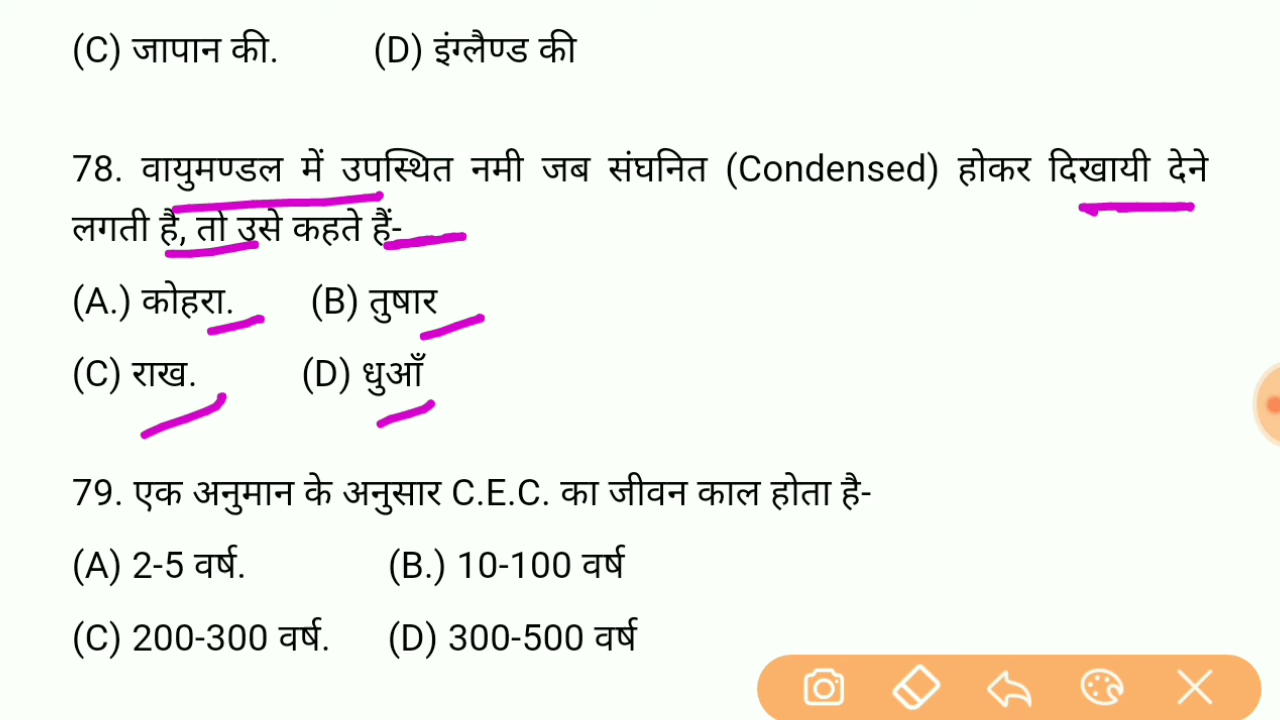 (C) जापान की. (D) इंग्लैण्ड की
78. वायुमण्डल में उपस्थित नमी जब संघनित (Condensed) होकर दिखायी देने
लगती है, तो उसे कहते हैं-
(A.) कोहरा. (B) तुषार
(C) राख. (D) धुआँ
79. एक अनुमान के अनुसार C.E.C. का जीवन काल होता है-
(A) 2-5 वर्ष. (B.) 10-100 वर्ष
(C) 200-300 वर्ष. (D) 300-500 वर्ष